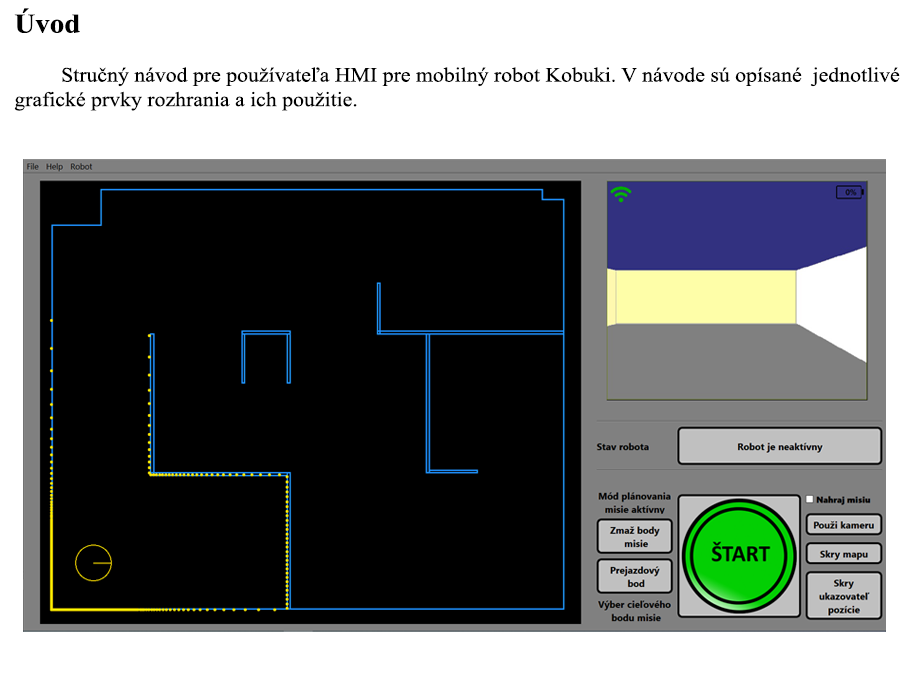 Úvod
Stručný návod pre používateľa HMI pre mobilný robot Kobuki. V návode sú opísané jednotlivé
grafické prvky rozhrania a ich použitie.
File Help Robot
0%
Stav robota
Robot je neaktívny
Mód plánovania
misie aktívny
Zmaž body
misie
Prejazdový
bod
Výber cieľového
bodu misie
ŠTART
Nahraj misiu
Použi kameru
Skry mapu
Skry
ukazovateľ
pozície